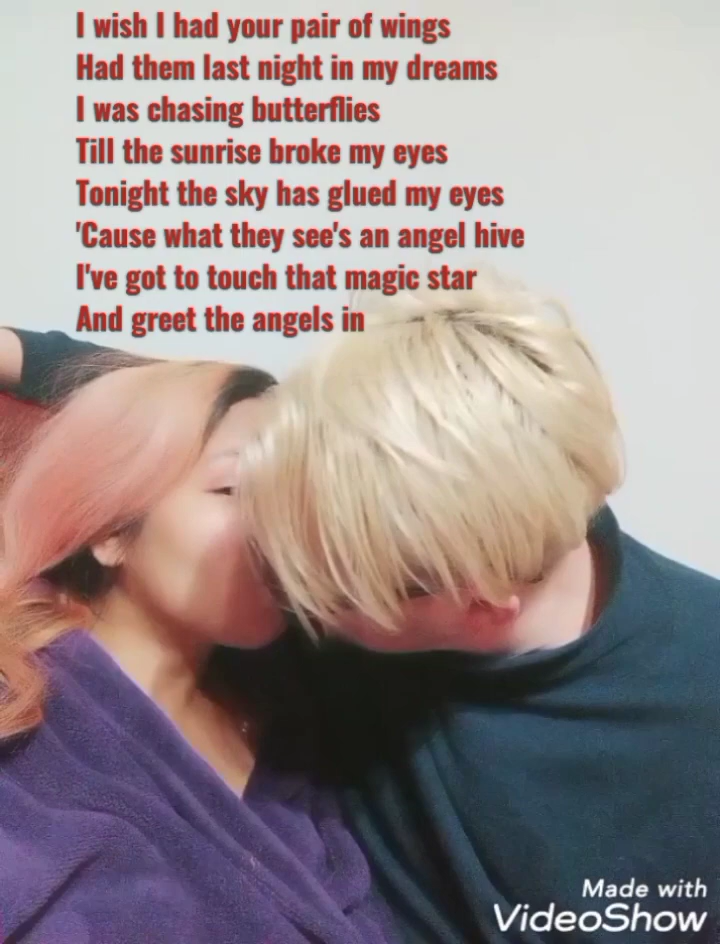 I wish I had your pair of wings
Had them last night in my dreams
I was chasing butterflies
Till the sunrise broke my eyes
Tonight the sky has glued my eyes
'Cause what they see's an angel hive
I've got to touch that magic star
And greet the angels in
Made with
VideoShow